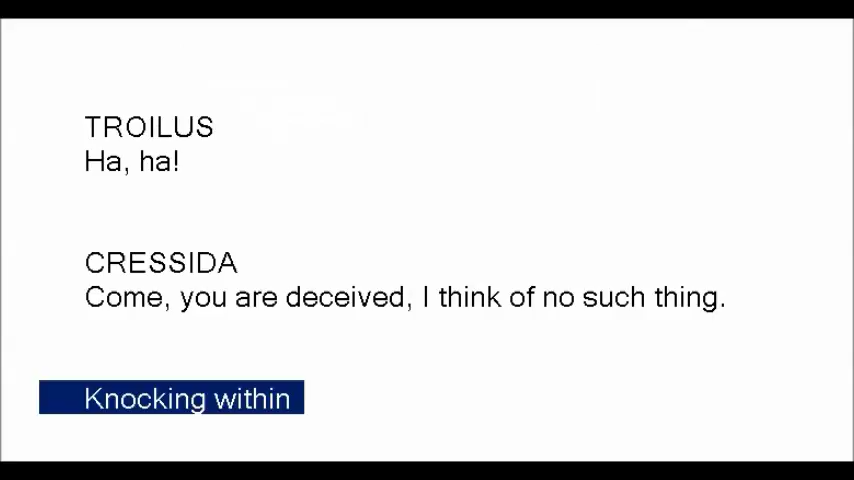 TROILUS
Ha, ha!
CRESSIDA
Come, you are deceived, I think of no such thing.
Knocking within